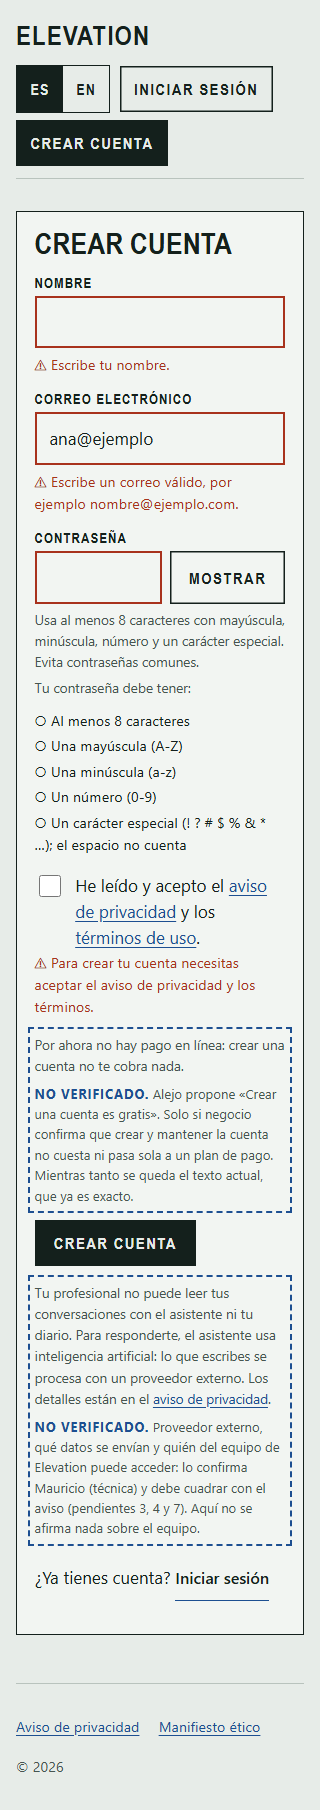 ELEVATION
ES EN INICIAR SESIÓN
CREAR CUENTA
CREAR CUENTA
NOMBRE
⚠ Escribe tu nombre.
CORREO ELECTRÓNICO
ana@ejemplo
⚠ Escribe un correo válido, por
ejemplo nombre@ejemplo.com.
CONTRASEÑA
MOSTRAR
Usa al menos 8 caracteres con mayúscula,
minúscula, número y un carácter especial.
Evita contraseñas comunes.
Tu contraseña debe tener:
○ Al menos 8 caracteres
○ Una mayúscula (A-Z)
○ Una minúscula (a-z)
○ Un número (0-9)
○ Un carácter especial (! ? # $ % & *
...); el espacio no cuenta
He leído y acepto el aviso
de privacidad y los
términos de uso.
⚠ Para crear tu cuenta necesitas
aceptar el aviso de privacidad y los
términos.
Por ahora no hay pago en línea: crear una
cuenta no te cobra nada.
NO VERIFICADO. Alejo propone «Crear
una cuenta es gratis». Solo si negocio
confirma que crear y mantener la cuenta
no cuesta ni pasa sola a un plan de pago.
Mientras tanto se queda el texto actual,
que ya es exacto.
CREAR CUENTA
Tu profesional no puede leer tus
conversaciones con el asistente ni tu
diario. Para responderte, el asistente usa
inteligencia artificial: lo que escribes se
procesa con un proveedor externo. Los
detalles están en el aviso de privacidad.
NO VERIFICADO. Proveedor externo,
qué datos se envían y quién del equipo de
Elevation puede acceder: lo confirma
Mauricio (técnica) y debe cuadrar con el
aviso (pendientes 3, 4 y 7). Aquí no se
afirma nada sobre el equipo.
¿Ya tienes cuenta? Iniciar sesión
Aviso de privacidad Manifiesto ético
© 2026